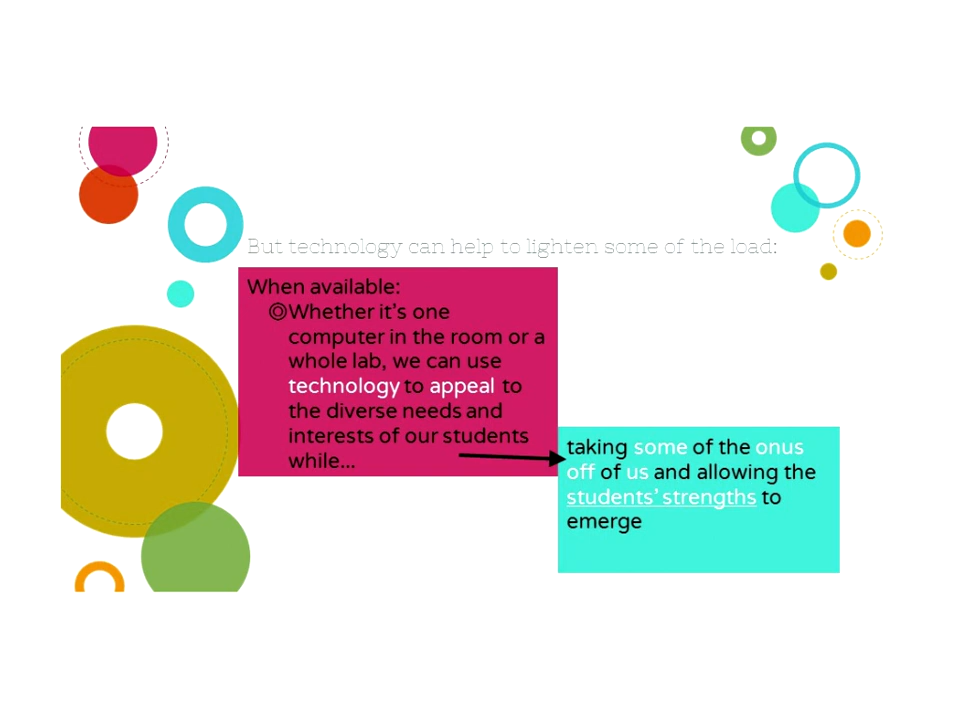 But technology can help to lighten some of the load:
When available:
◎Whether it's one
computer in the room or a
whole lab, we can use
technology to appeal to
the diverse needs and
interests of our students
while...
taking some of the onus
off of us and allowing the
students' strengths to
emerge